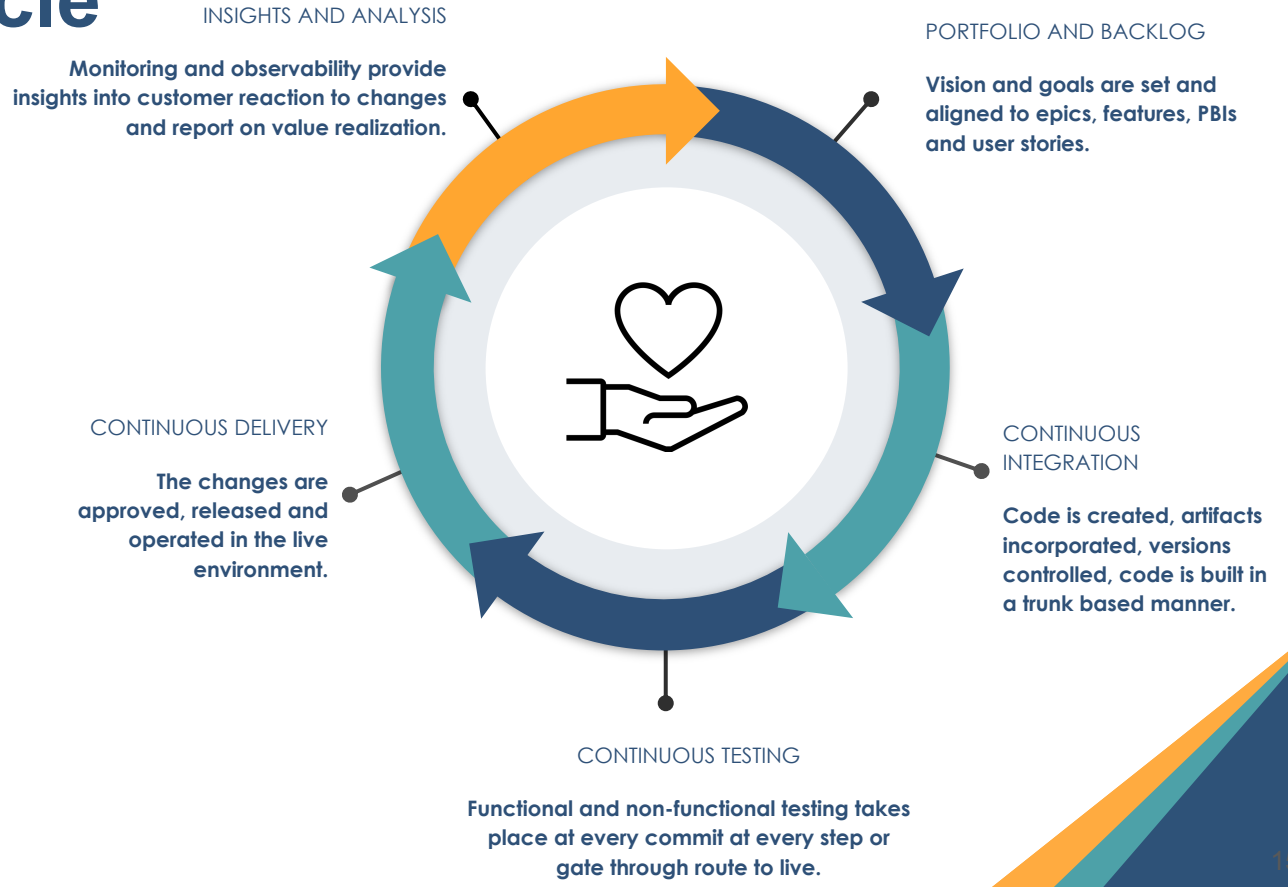 INSIGHTS AND ANALYSIS
Monitoring and observability provide
insights into customer reaction to changes
and report on value realization.
PORTFOLIO AND BACKLOG
Vision and goals are set and
aligned to epics, features, PBIs
and user stories.
CONTINUOUS DELIVERY
The changes are
approved, released and
operated in the live
environment.
CONTINUOUS
INTEGRATION
Code is created, artifacts
incorporated, versions
controlled, code is built in
a trunk based manner.
CONTINUOUS TESTING
Functional and non-functional testing takes
place at every commit at every step or
gate through route to live.